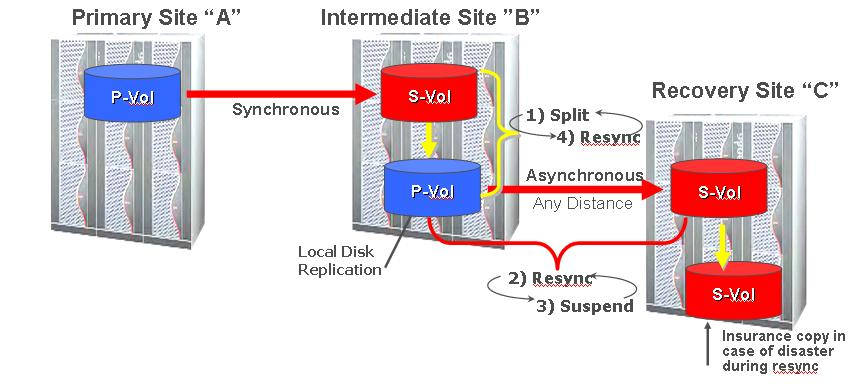 Primary Site “A”
Intermediate Site ”B”
Recovery Site “C”
P-Vol
Synchronous
S-Vol
1) Split
4) Resync
P-Vol
Asynchronous
Any Distance
S-Vol
Local Disk
Replication
2) Resync
3) Suspend
S-Vol
Insurance copy in
case of disaster
during resync